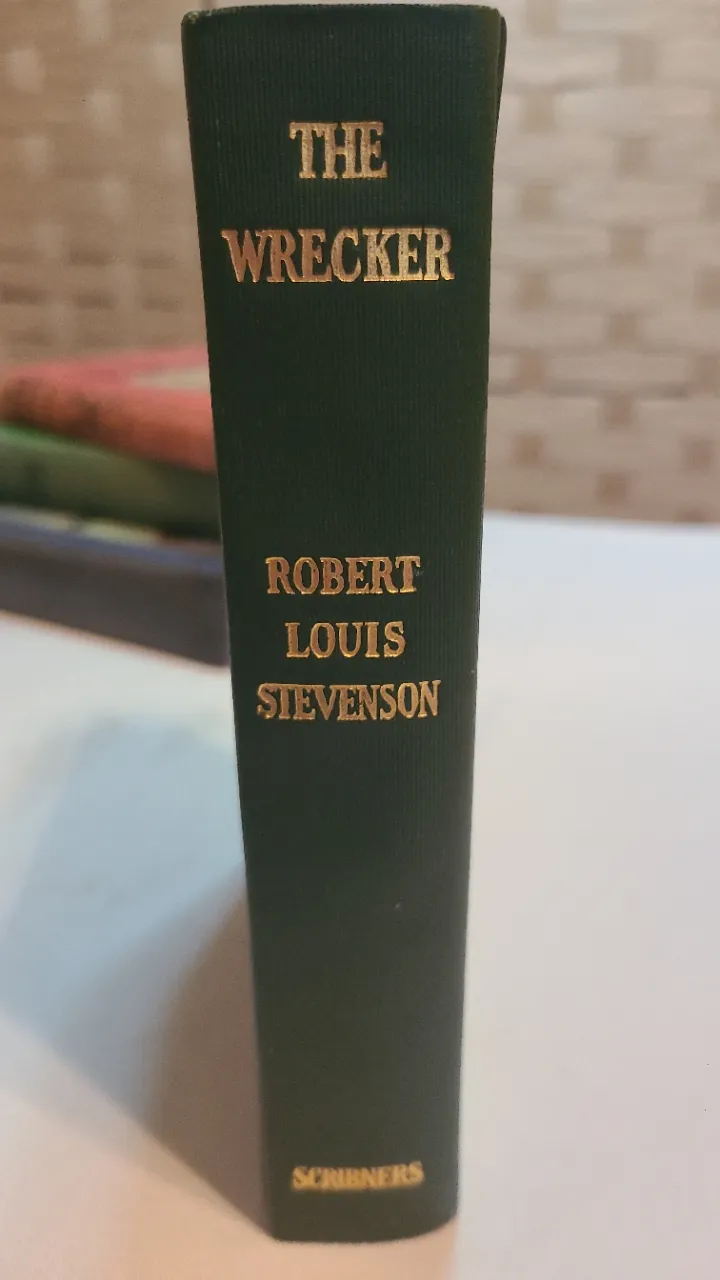 THE
WRECKER
ROBERT
LOUIS
STEVENSON
SCRIBNERS